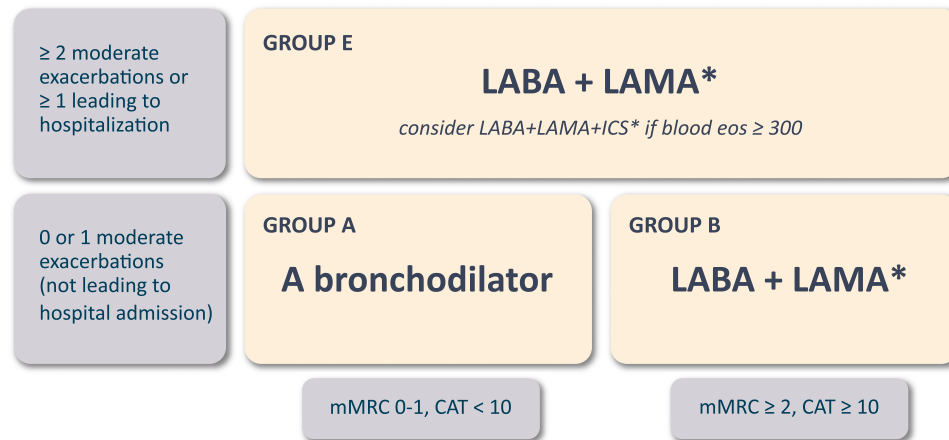 ≥ 2 moderate
exacerbations or
≥ 1 leading to
hospitalization
GROUP E
LABA + LAMA*
consider LABA+LAMA+ICS* if blood eos ≥ 300
0 or 1 moderate
exacerbations
(not leading to
hospital admission)
GROUP A
A bronchodilator
GROUP B
LABA + LAMA*
mMRC 0-1, CAT < 10
mMRC ≥ 2, CAT ≥ 10